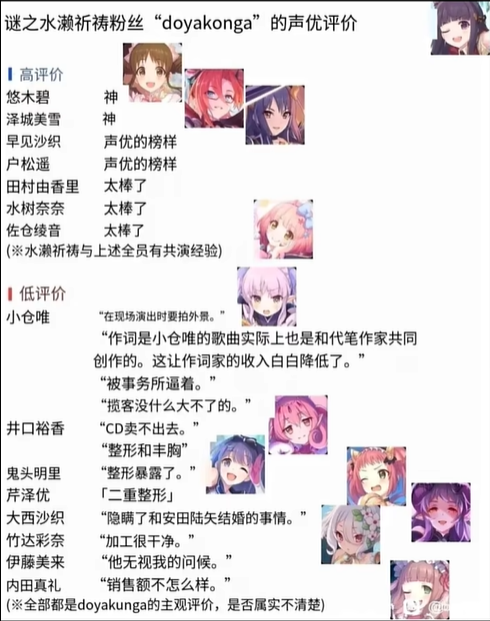 谜之水濑祈祷粉丝“doyakonga”的声优评价
高评价
悠木碧 神
泽城美雪 神
早见沙织 声优的榜样
户松遥 声优的榜样
田村由香里 太棒了
水树奈奈 太棒了
佐仓绫音 太棒了
(※水濑祈祷与上述全员有共演经验)
低评价
小仓唯 “在现场演出时要拍外景。”
“作词是小仓唯的歌曲实际上也是和代笔作家共同
创作的。这让作词家的收入白白降低了。”
“被事务所逼着。”
“揽客没什么大不了的。”
井口裕香 “CD卖不出去。”
“整形和丰胸”
鬼头明里 “整形暴露了。”
芹泽优 「二重整形」
大西沙织 “隐瞒了和安田陆矢结婚的事情。”
竹达彩奈 “加工很干净。”
伊藤美来 “他无视我的问候。”
内田真礼 “销售额不怎么样。”
(※全部都是doyakunga的主观评价，是否属实不清楚)